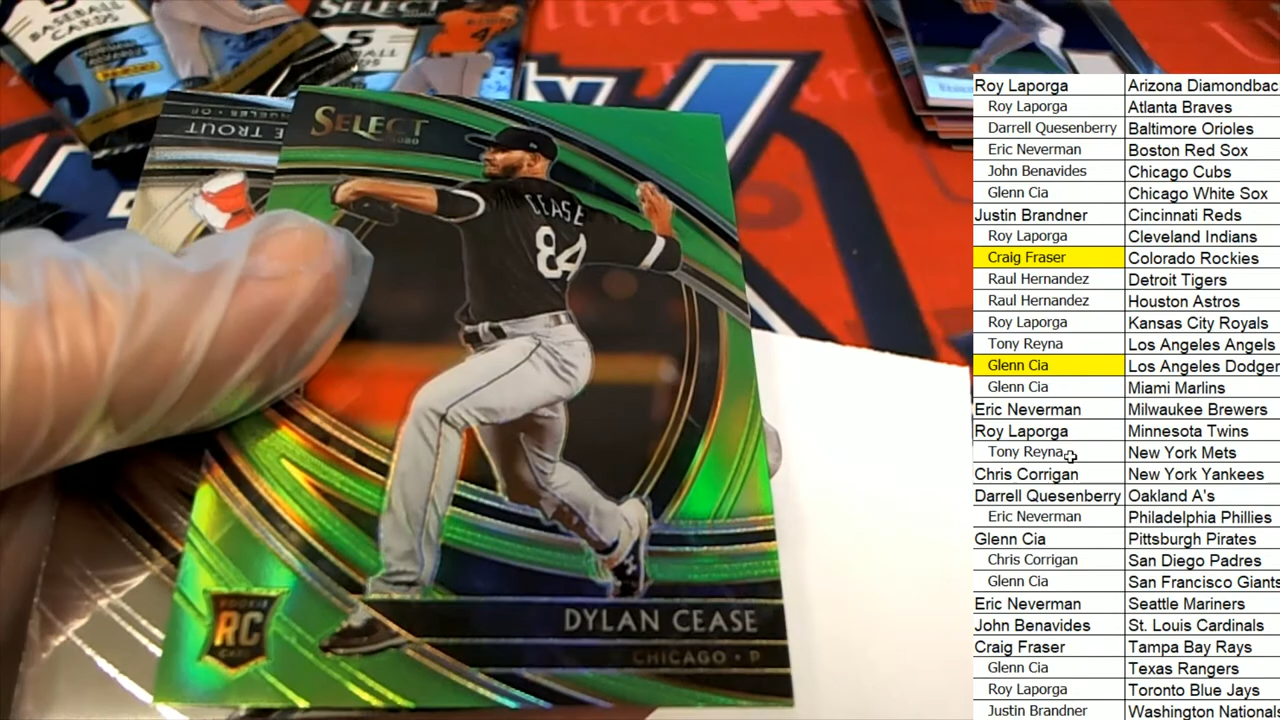 5
BASEBALL
CARDS
SELECT
5
SELECT
2020
E TROUT
CEASE
84
ROOKIE
RC
CARD
DYLAN CEASE
CHICAGO • P
Roy Laporga Arizona Diamondbac
Roy Laporga Atlanta Braves
Darrell Quesenberry Baltimore Orioles
Eric Neverman Boston Red Sox
John Benavides Chicago Cubs
Glenn Cia Chicago White Sox
Justin Brandner Cincinnati Reds
Roy Laporga Cleveland Indians
Craig Fraser Colorado Rockies
Raul Hernandez Detroit Tigers
Raul Hernandez Houston Astros
Roy Laporga Kansas City Royals
Tony Reyna Los Angeles Angels
Glenn Cia Los Angeles Dodger
Glenn Cia Miami Marlins
Eric Neverman Milwaukee Brewers
Roy Laporga Minnesota Twins
Tony Reyna New York Mets
Chris Corrigan New York Yankees
Darrell Quesenberry Oakland A's
Eric Neverman Philadelphia Phillies
Glenn Cia Pittsburgh Pirates
Chris Corrigan San Diego Padres
Glenn Cia San Francisco Giants
Eric Neverman Seattle Mariners
John Benavides St. Louis Cardinals
Craig Fraser Tampa Bay Rays
Glenn Cia Texas Rangers
Roy Laporga Toronto Blue Jays
Justin Brandner Washington Nationals